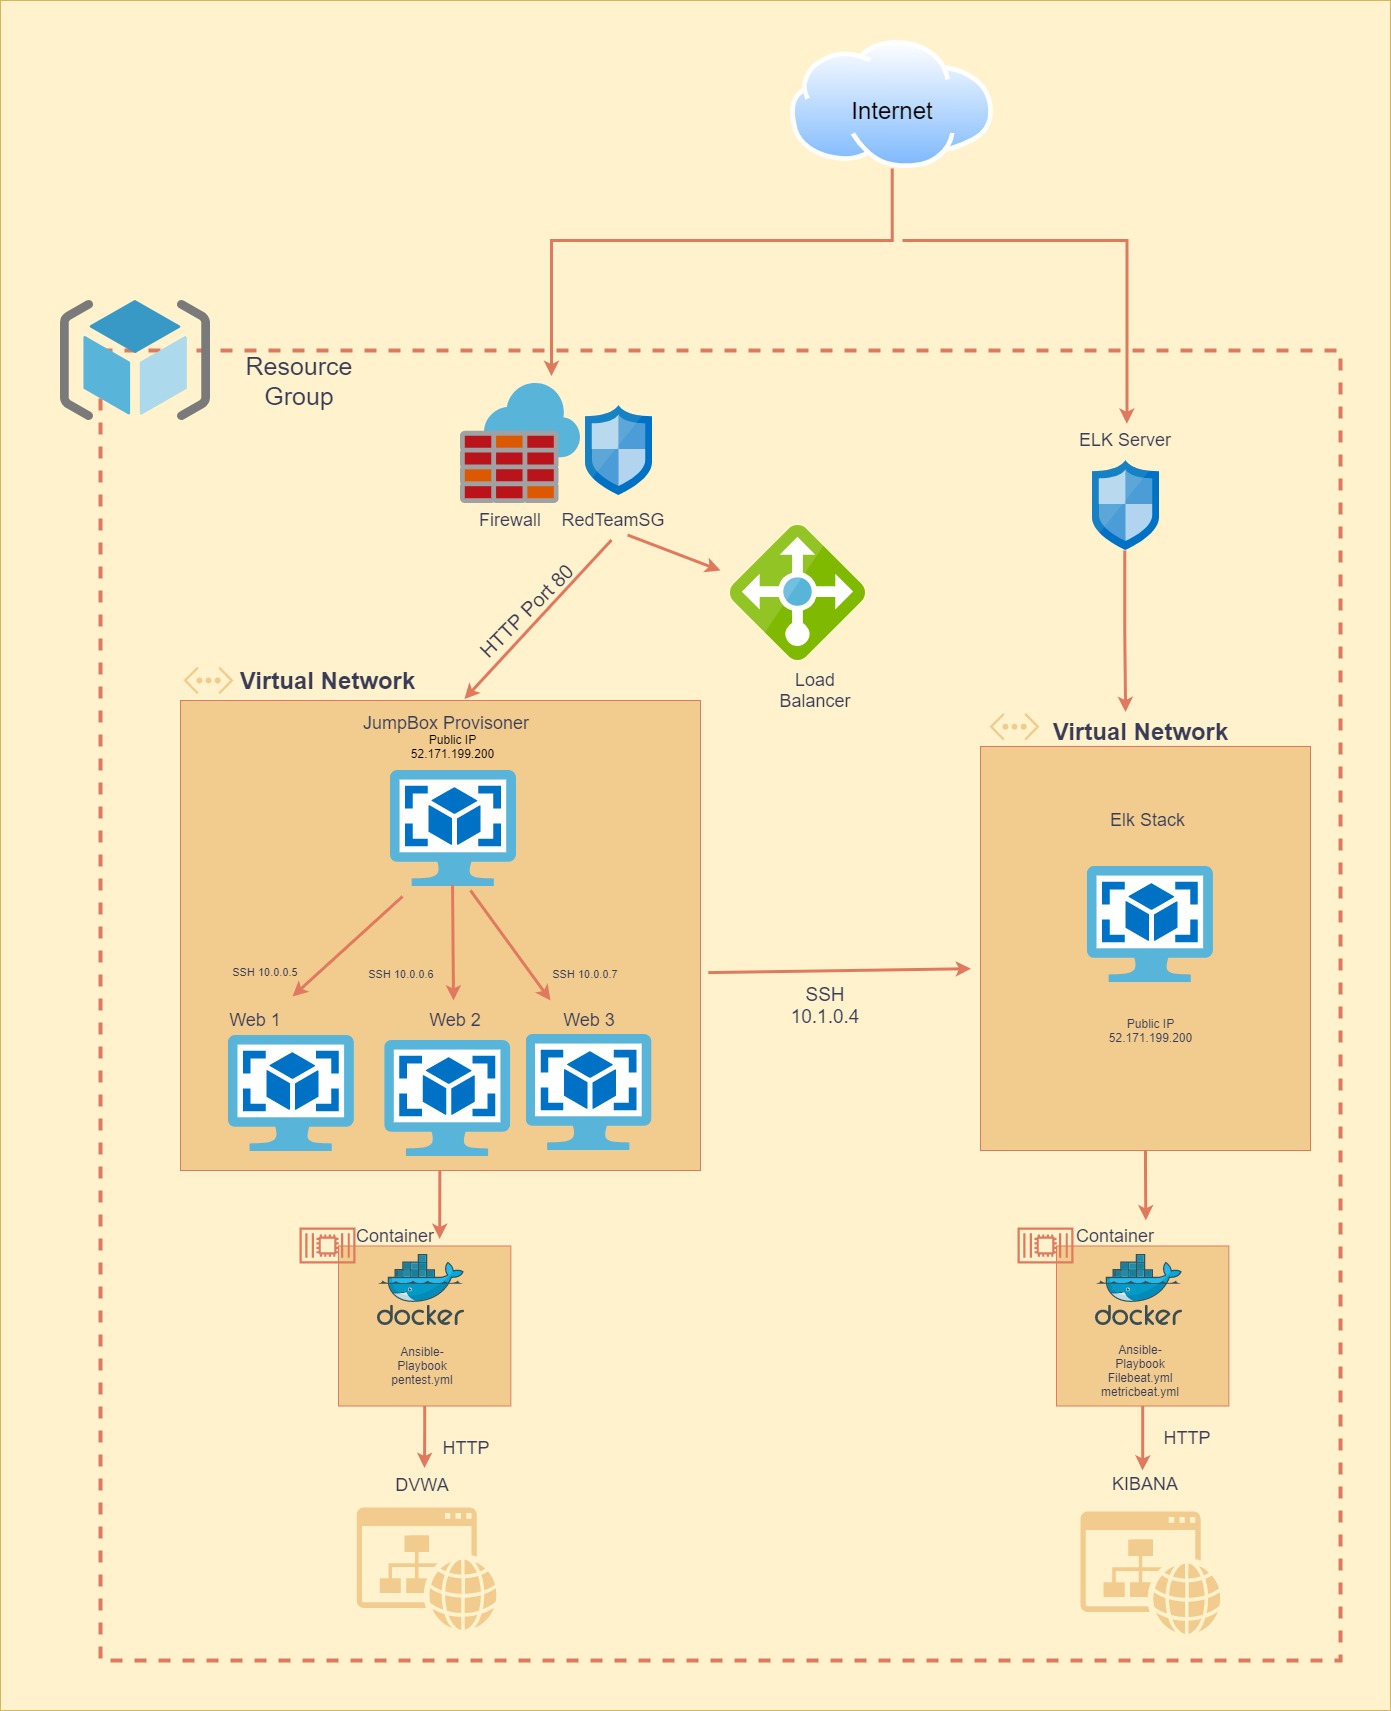 Internet
Resource
Group
Firewall
RedTeamSG
ELK Server
HTTP Port 80
Load
Balancer
Virtual Network
JumpBox Provisoner
Public IP
52.171.199.200
SSH 10.0.0.5
SSH 10.0.0.6
SSH 10.0.0.7
Web 1
Web 2
Web 3
SSH
10.1.0.4
Virtual Network
Elk Stack
Public IP
52.171.199.200
Container
docker
Ansible-
Playbook
pentest.yml
HTTP
DVWA
Container
docker
Ansible-
Playbook
Filebeat.yml
metricbeat.yml
HTTP
KIBANA